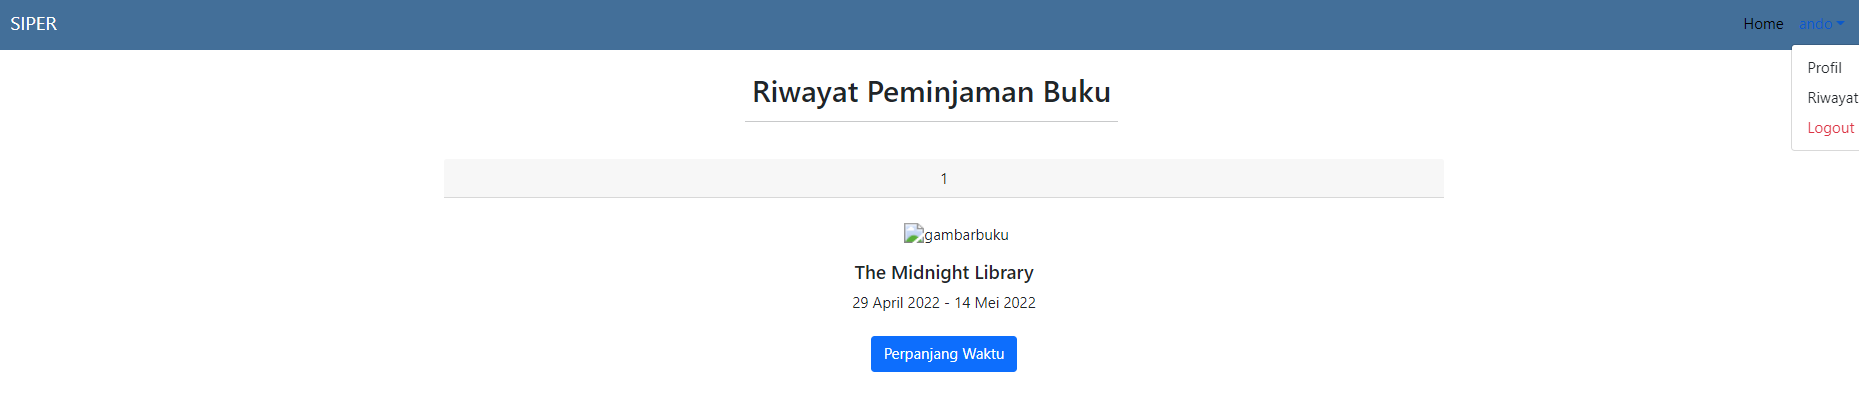 SIPER
Home ando
Profil
Riwayat
Logout
Riwayat Peminjaman Buku
1
gambarbuku
The Midnight Library
29 April 2022 - 14 Mei 2022
Perpanjang Waktu